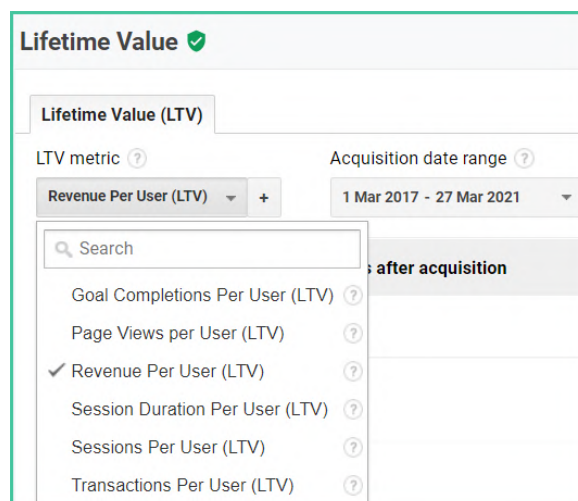 Lifetime Value
Lifetime Value (LTV)
LTV metric ?
Acquisition date range ?
Revenue Per User (LTV)
+
1 Mar 2017 - 27 Mar 2021
Search
after acquisition
Goal Completions Per User (LTV) ?
Page Views per User (LTV) ?
Revenue Per User (LTV) ?
Session Duration Per User (LTV) ?
Sessions Per User (LTV) ?
Transactions Per User (LTV) ?